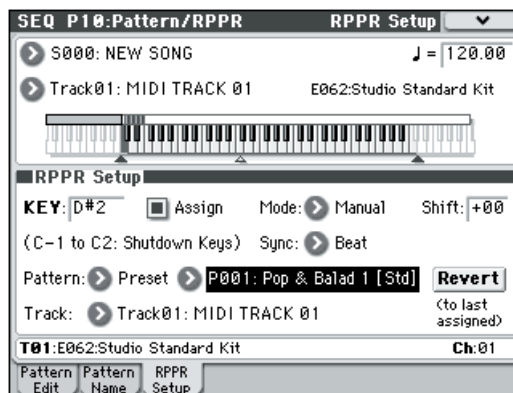 SEQ P10:Pattern/RPPR RPPR Setup
S000: NEW SONG ♩= 120.00
Track01: MIDI TRACK 01 E062:Studio Standard Kit
RPPR Setup
KEY: D#2 Assign Mode: Manual Shift: +00
(C-1 to C2: Shutdown Keys) Sync: Beat
Pattern: Preset P001: Pop & Balad 1 [Std] Revert
Track: Track01: MIDI TRACK 01 (to last
assigned)
T01:E062:Studio Standard Kit Ch:01
Pattern Edit Pattern Name RPPR Setup